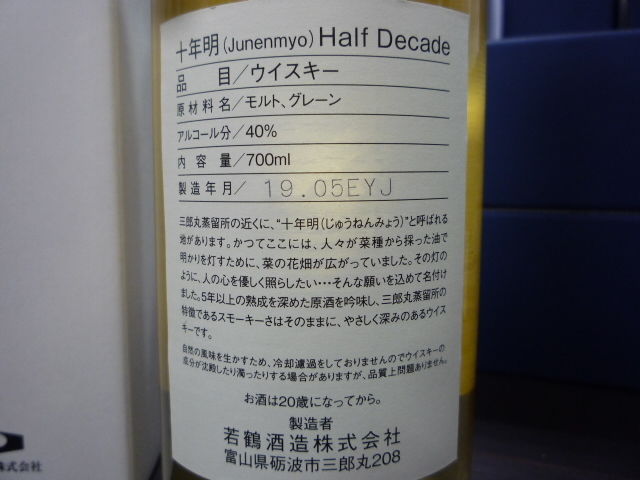 十年明(Junenmyo) Half Decade
品 目/ウイスキー
原材料名/モルト、グレーン
アルコール分/40%
内 容 量/700ml
製造年月/ 19.05EYJ
三郎丸蒸留所の近くに、“十年明(じゅうねんみょう)”と呼ばれる
地があります。かつてここには、人々が菜種から採った油で
明かりを灯すために、菜の花畑が広がっていました。その灯の
ように、人の心を優しく照らしたい…そんな願いを込めて名付け
ました。5年以上の熟成を深めた原酒を吟味し、三郎丸蒸留所の
特徴であるスモーキーさはそのままに、やさしく深みのあるウイス
キーです。
自然の風味を生かすため、冷却濾過をしておりませんのでウイスキーの
成分が沈殿したり濁ったりする場合がありますが、品質上問題ありません。
お酒は20歳になってから。
製造者
若鶴酒造株式会社
富山県砺波市三郎丸208
株式会社